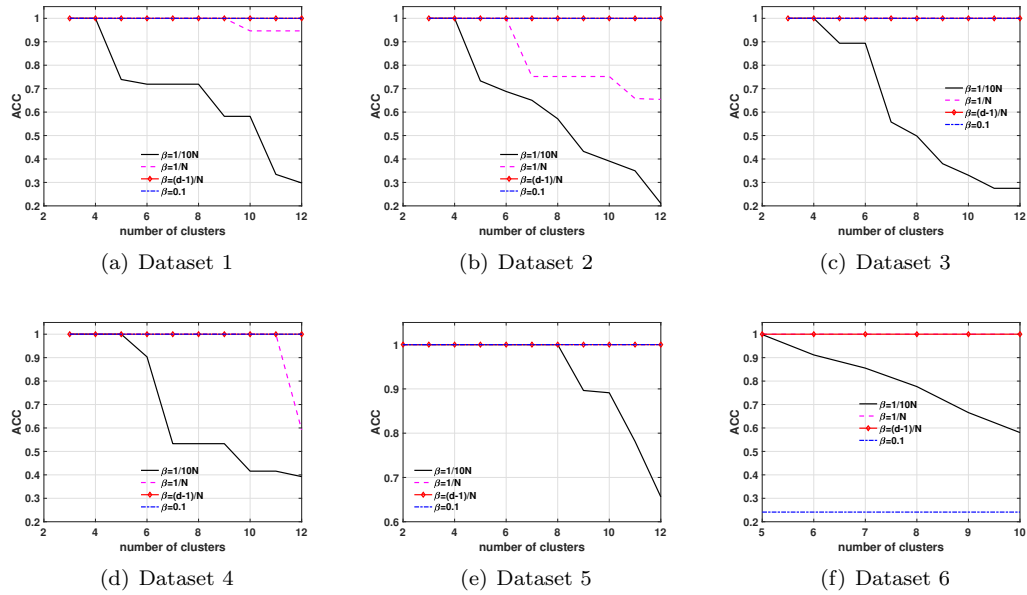 1
0.9
0.8
0.7
0.6
0.5
0.4
0.3
0.2
ACC
β=1/10N
β=1/N
β=(d-1)/N
β=0.1
2 4 6 8 10 12
number of clusters
(a) Dataset 1
1
0.9
0.8
0.7
0.6
0.5
0.4
0.3
0.2
ACC
β=1/10N
β=1/N
β=(d-1)/N
β=0.1
2 4 6 8 10 12
number of clusters
(b) Dataset 2
1
0.9
0.8
0.7
0.6
0.5
0.4
0.3
0.2
ACC
β=1/10N
β=1/N
β=(d-1)/N
β=0.1
2 4 6 8 10 12
number of clusters
(c) Dataset 3
1
0.9
0.8
0.7
0.6
0.5
0.4
0.3
0.2
ACC
β=1/10N
β=1/N
β=(d-1)/N
β=0.1
2 4 6 8 10 12
number of clusters
(d) Dataset 4
1
0.9
0.8
0.7
0.6
ACC
β=1/10N
β=1/N
β=(d-1)/N
β=0.1
2 4 6 8 10 12
number of clusters
(e) Dataset 5
1
0.9
0.8
0.7
0.6
0.5
0.4
0.3
0.2
ACC
β=1/10N
β=1/N
β=(d-1)/N
β=0.1
5 6 7 8 9 10
number of clusters
(f) Dataset 6